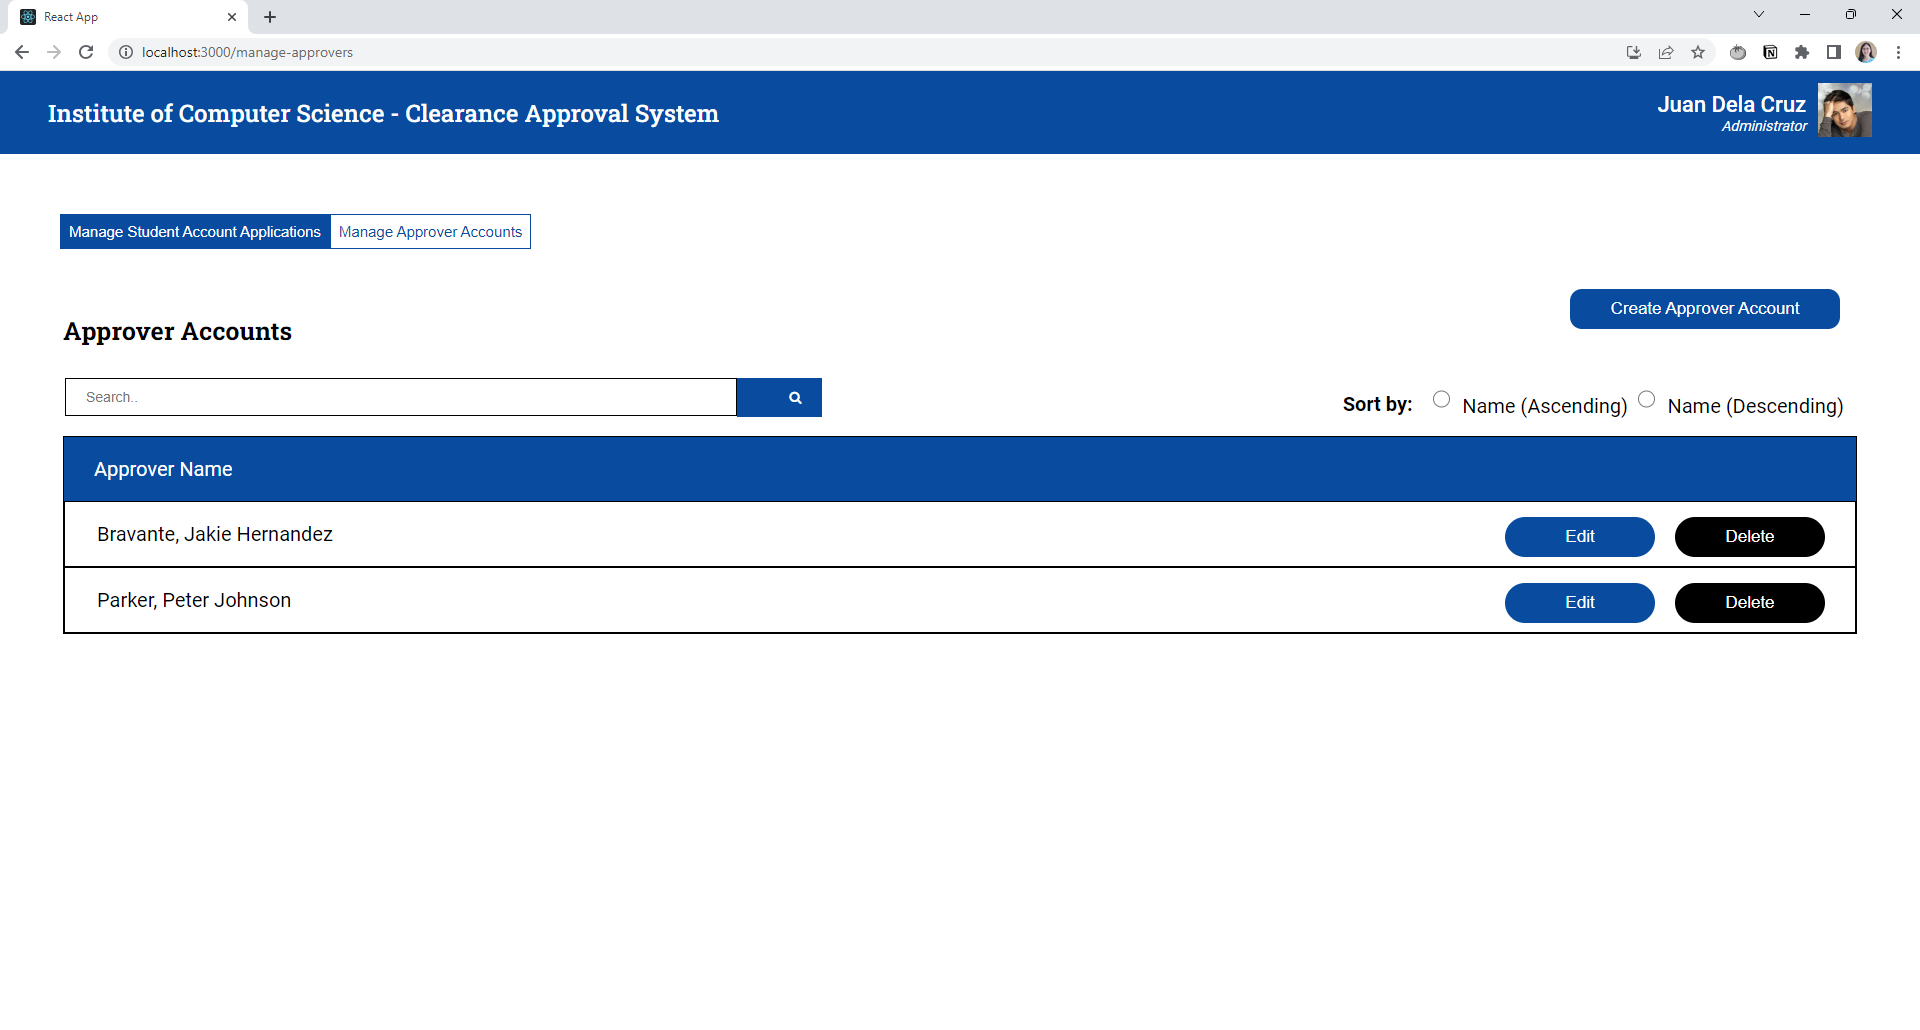 React App
localhost:3000/manage-approvers
Institute of Computer Science - Clearance Approval System
Juan Dela Cruz
Administrator
Manage Student Account Applications
Manage Approver Accounts
Create Approver Account
Approver Accounts
Search..
Sort by: Name (Ascending) Name (Descending)
Approver Name
Bravante, Jakie Hernandez Edit Delete
Parker, Peter Johnson Edit Delete